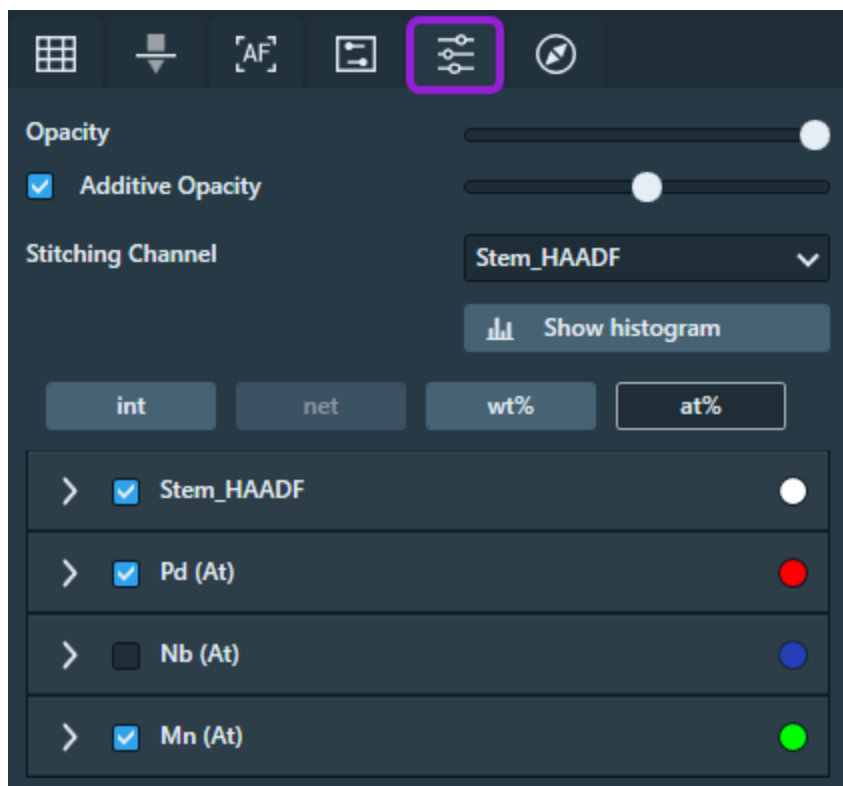 AF
Opacity
Additive Opacity
Stitching Channel Stem_HAADF
Show histogram
int net wt% at%
Stem_HAADF
Pd (At)
Nb (At)
Mn (At)